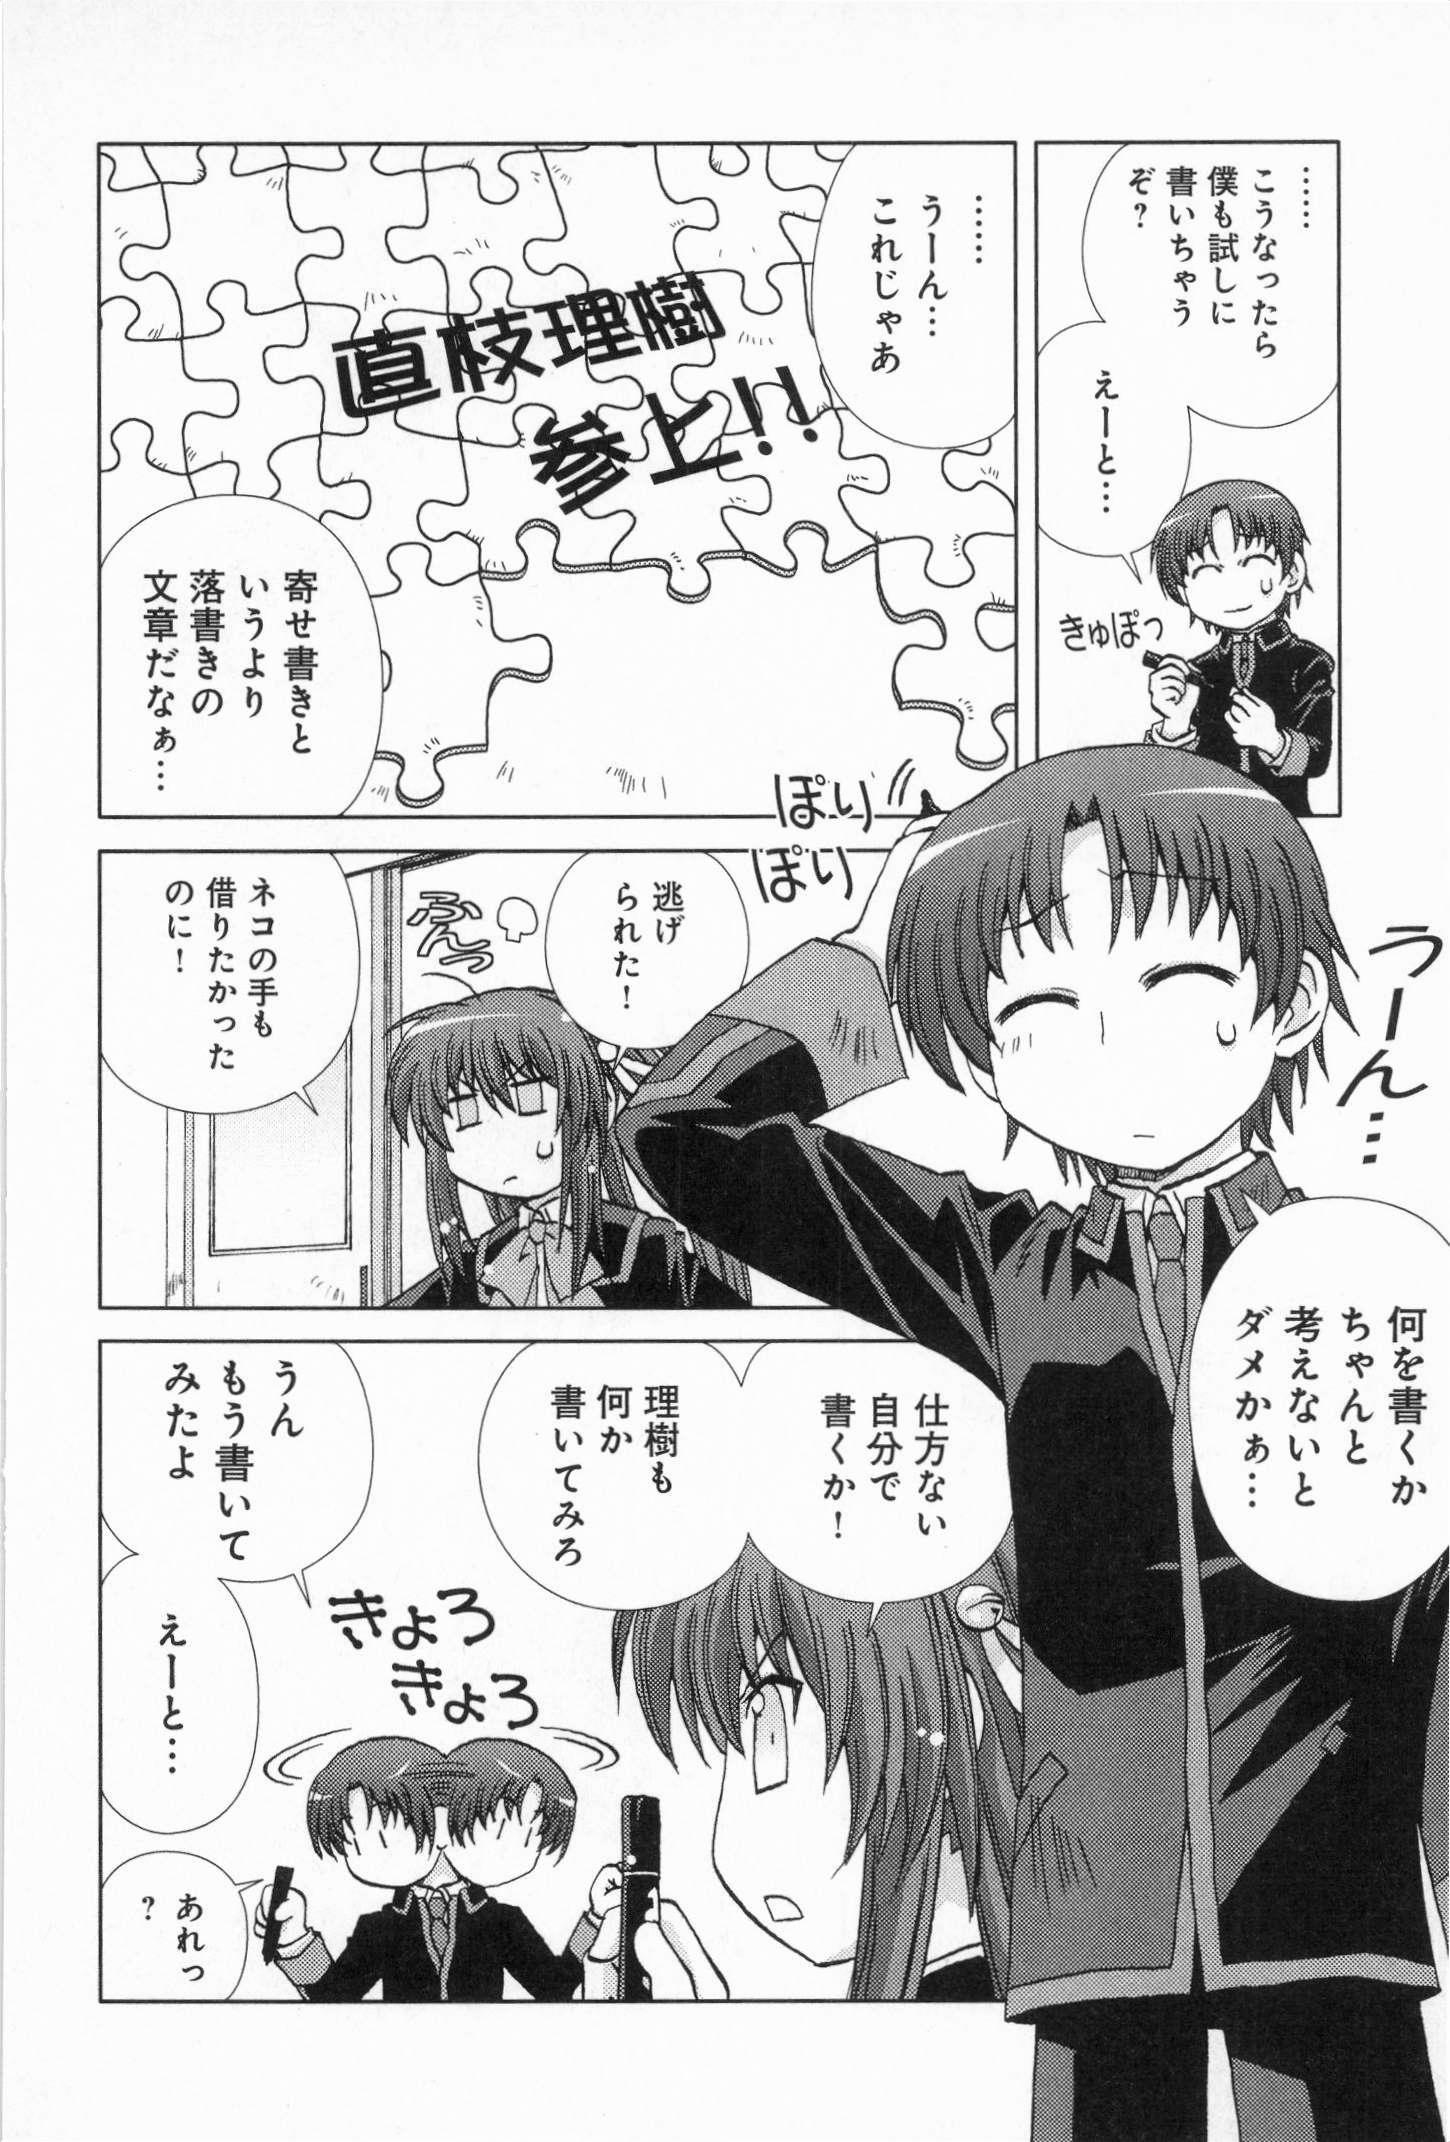 ……
こうなったら
僕も試しに
書いちゃう
ぞ？
えーと…
きゅぽっ
……
うーん…
これじゃあ
直枝理樹
参上!!
寄せ書きと
いうより
落書きの
文章だなぁ…
ぽり
ぽり
うーん…
何を書くか
ちゃんと
考えないと
ダメかぁ…
逃げ
られた！
ふんっ
ネコの手も
借りたかった
のに！
仕方ない
自分で
書くか！
理樹も
何か
書いてみろ
うん
もう書いて
みたよ
えーと…
きょろ
きょろ
あれっ
？